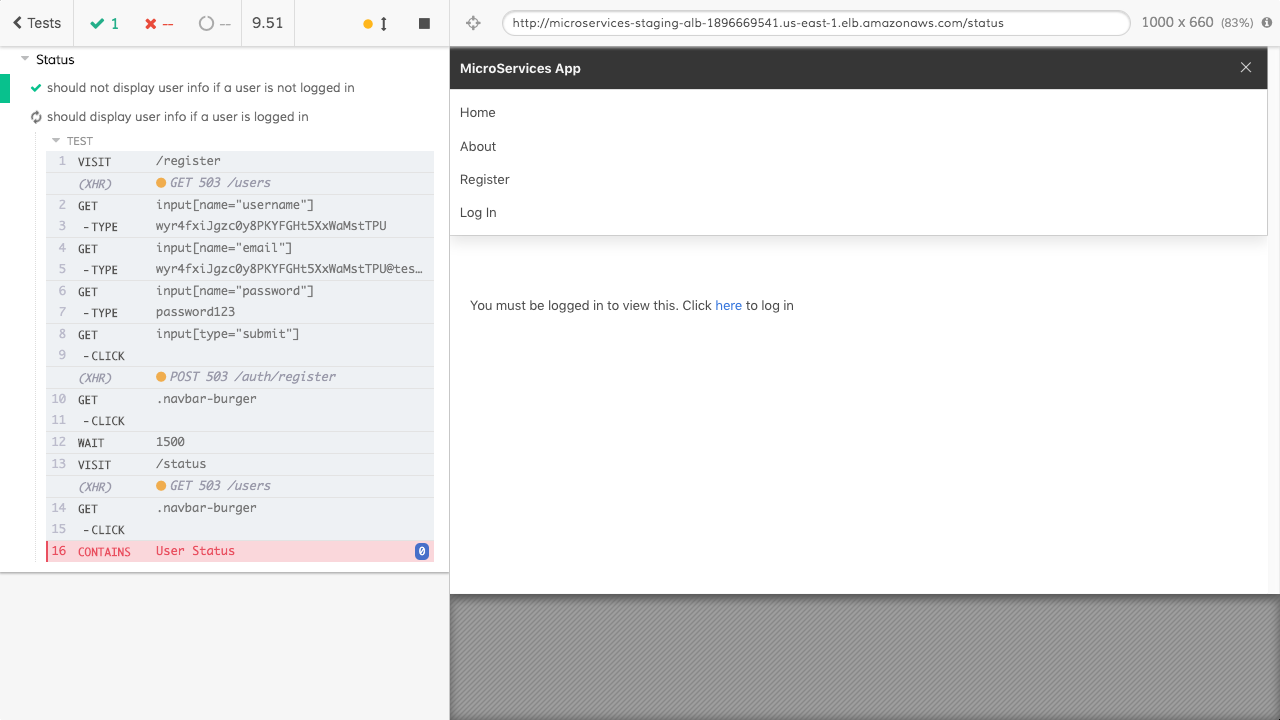 Tests
1
--
--
9.51
http://microservices-staging-alb-1896669541.us-east-1.elb.amazonaws.com/status
1000 x 660 (83%)
Status
should not display user info if a user is not logged in
should display user info if a user is logged in
TEST
1 VISIT /register
(XHR) GET 503 /users
2 GET input[name="username"]
3 -TYPE wyr4fxiJgzc0y8PKYFGHt5XxWaMstTPU
4 GET input[name="email"]
5 -TYPE wyr4fxiJgzc0y8PKYFGHt5XxWaMstTPU@tes…
6 GET input[name="password"]
7 -TYPE password123
8 GET input[type="submit"]
9 -CLICK
(XHR) POST 503 /auth/register
10 GET .navbar-burger
11 -CLICK
12 WAIT 1500
13 VISIT /status
(XHR) GET 503 /users
14 GET .navbar-burger
15 -CLICK
16 CONTAINS User Status 0
MicroServices App
Home
About
Register
Log In
You must be logged in to view this. Click here to log in